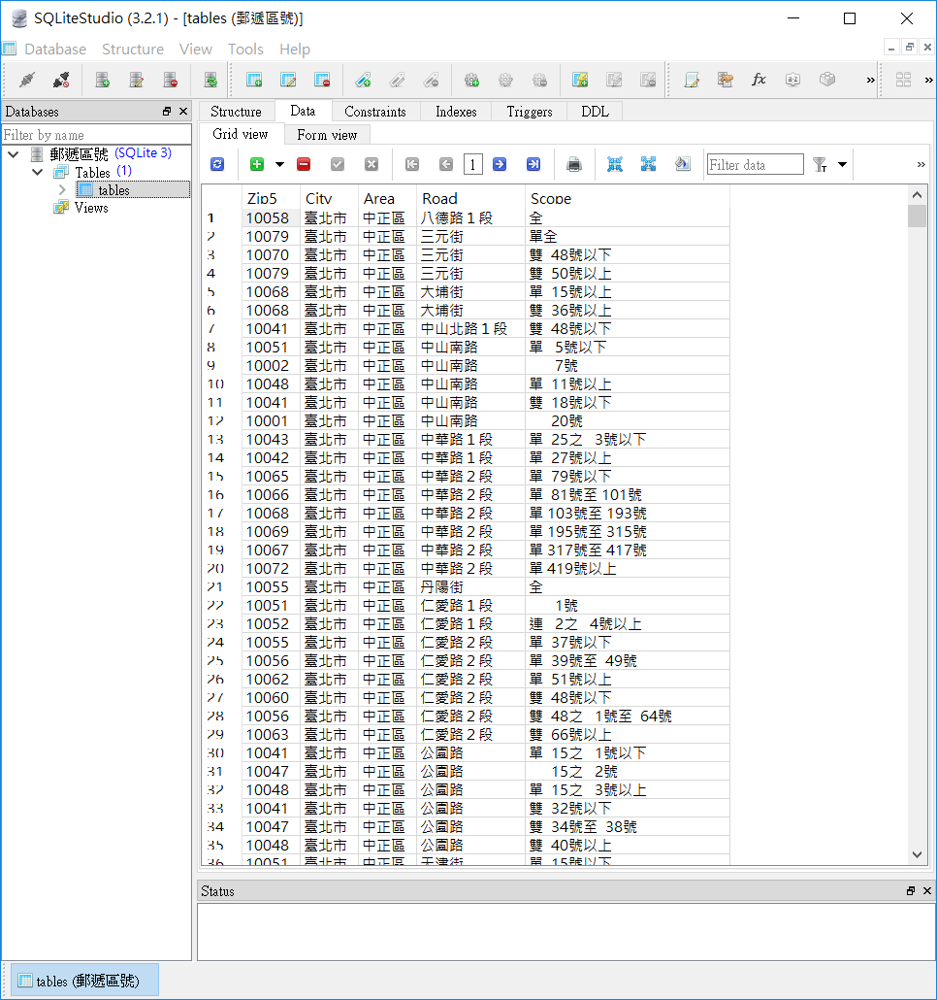 SQLiteStudio (3.2.1) - [tables (郵遞區號)]
Database Structure View Tools Help
Databases
Filter by name
郵遞區號 (SQLite 3)
Tables (1)
tables
Views
Structure Data Constraints Indexes Triggers DDL
Grid view Form view
1 Filter data
Zip5 City Area Road Scope
1 10058 臺北市 中正區 八德路１段 全
2 10079 臺北市 中正區 三元街 單全
3 10070 臺北市 中正區 三元街 雙 48號以下
4 10079 臺北市 中正區 三元街 雙 50號以上
5 10068 臺北市 中正區 大埔街 單 15號以上
6 10068 臺北市 中正區 大埔街 雙 36號以上
7 10041 臺北市 中正區 中山北路１段 雙 48號以下
8 10051 臺北市 中正區 中山南路 單 5號以下
9 10002 臺北市 中正區 中山南路 7號
10 10048 臺北市 中正區 中山南路 單 11號以上
11 10041 臺北市 中正區 中山南路 雙 18號以下
12 10001 臺北市 中正區 中山南路 20號
13 10043 臺北市 中正區 中華路１段 單 25之 3號以下
14 10042 臺北市 中正區 中華路１段 單 27號以上
15 10065 臺北市 中正區 中華路２段 單 79號以下
16 10066 臺北市 中正區 中華路２段 單 81號至 101號
17 10068 臺北市 中正區 中華路２段 單 103號至 193號
18 10069 臺北市 中正區 中華路２段 單 195號至 315號
19 10067 臺北市 中正區 中華路２段 單 317號至 417號
20 10072 臺北市 中正區 中華路２段 單 419號以上
21 10055 臺北市 中正區 丹陽街 全
22 10051 臺北市 中正區 仁愛路１段 1號
23 10052 臺北市 中正區 仁愛路１段 連 2之 4號以上
24 10055 臺北市 中正區 仁愛路２段 單 37號以下
25 10056 臺北市 中正區 仁愛路２段 單 39號至 49號
26 10062 臺北市 中正區 仁愛路２段 單 51號以上
27 10060 臺北市 中正區 仁愛路２段 雙 48號以下
28 10056 臺北市 中正區 仁愛路２段 雙 48之 1號至 64號
29 10063 臺北市 中正區 仁愛路２段 雙 66號以上
30 10041 臺北市 中正區 公園路 單 15之 1號以下
31 10047 臺北市 中正區 公園路 15之 2號
32 10048 臺北市 中正區 公園路 單 15之 3號以上
33 10041 臺北市 中正區 公園路 雙 32號以下
34 10047 臺北市 中正區 公園路 雙 34號至 38號
35 10048 臺北市 中正區 公園路 雙 40號以上
36 10051 臺北市 中正區 天津街 單 15號以下
Status
tables (郵遞區號)